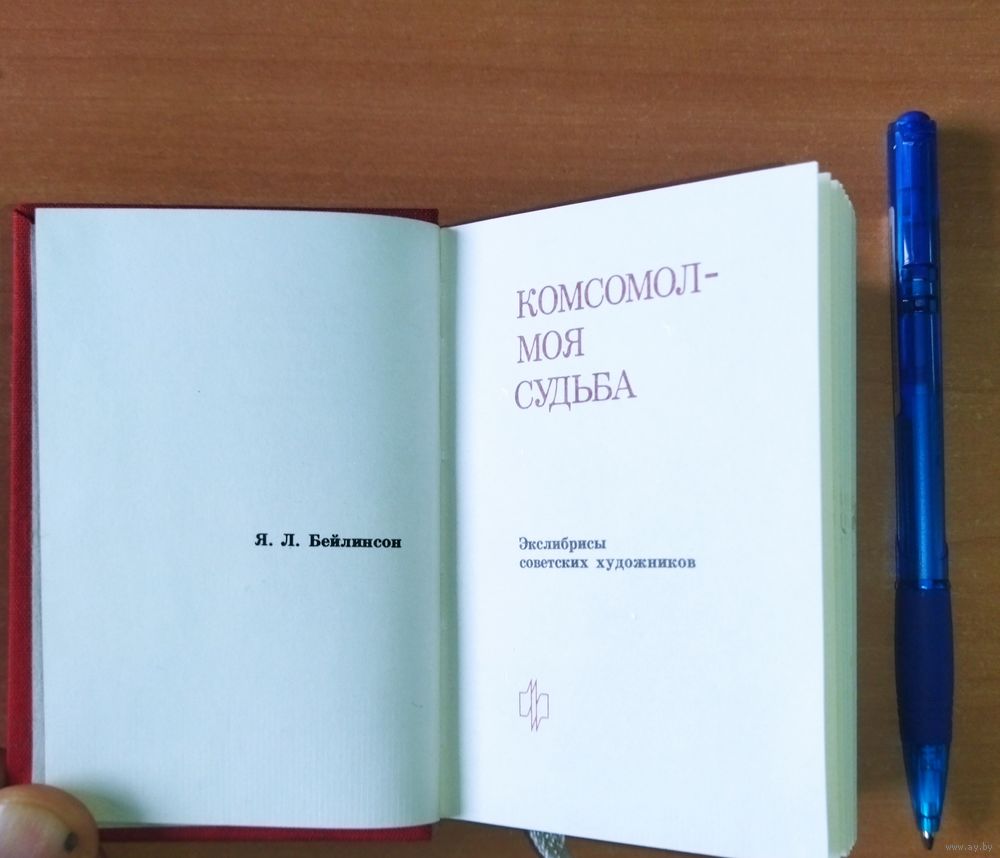 Я. Л. Бейлинсон
КОМСОМОЛ-
МОЯ
СУДЬБА
Экслибрисы
советских художников
www.ay.by